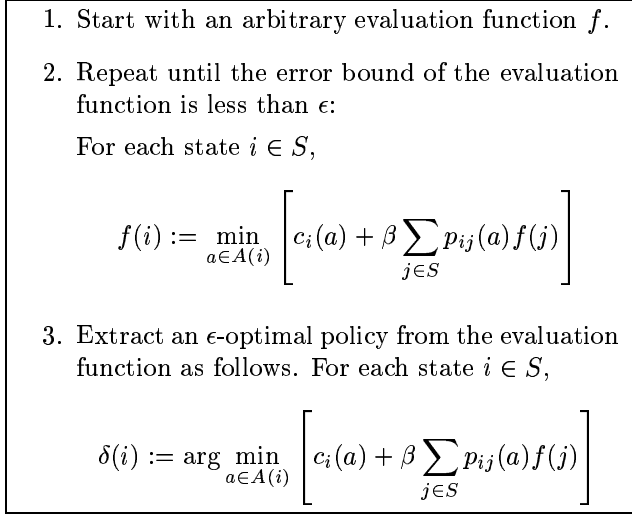 1. Start with an arbitrary evaluation function f.
2. Repeat until the error bound of the evaluation
function is less than ϵ:
For each state i ∈ S,
f(i) := min_{a∈A(i)} [ c_i(a) + β ∑_{j∈S} p_{ij}(a) f(j) ]
3. Extract an ϵ-optimal policy from the evaluation
function as follows. For each state i ∈ S,
δ(i) := arg min_{a∈A(i)} [ c_i(a) + β ∑_{j∈S} p_{ij}(a) f(j) ]